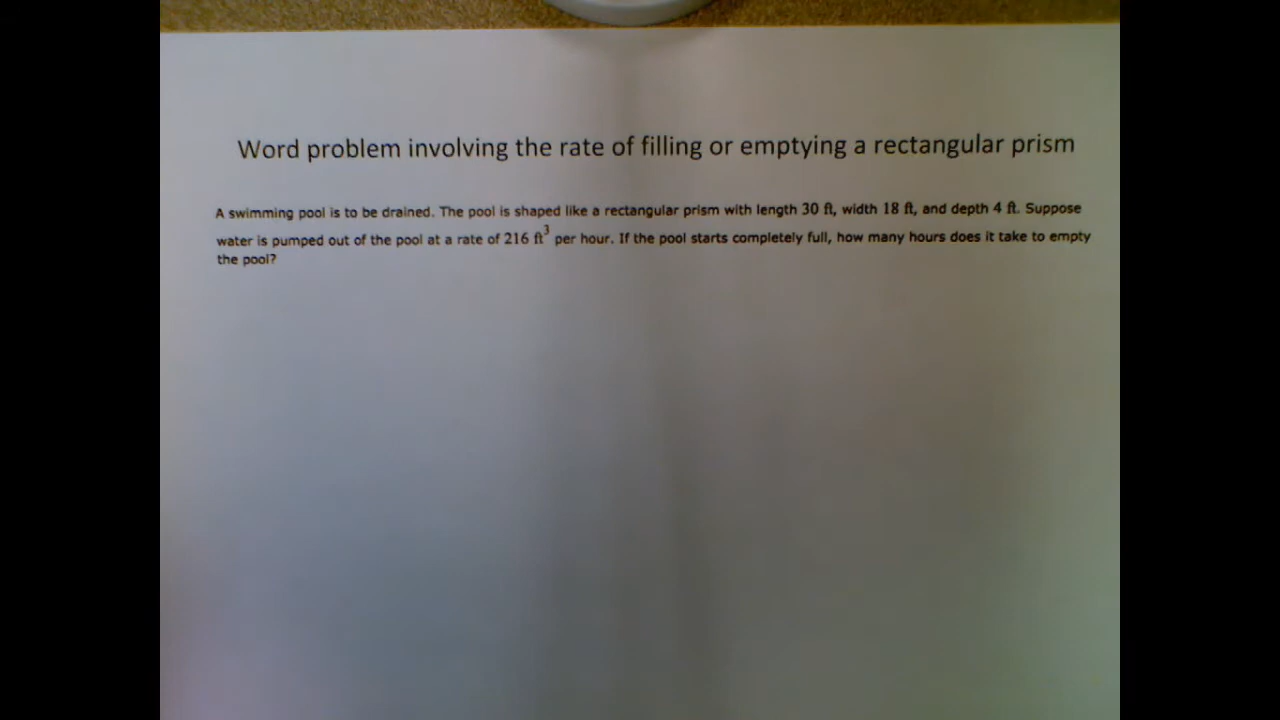 Word problem involving the rate of filling or emptying a rectangular prism
A swimming pool is to be drained. The pool is shaped like a rectangular prism with length 30 ft, width 18 ft, and depth 4 ft. Suppose
water is pumped out of the pool at a rate of 216 ft³ per hour. If the pool starts completely full, how many hours does it take to empty
the pool?